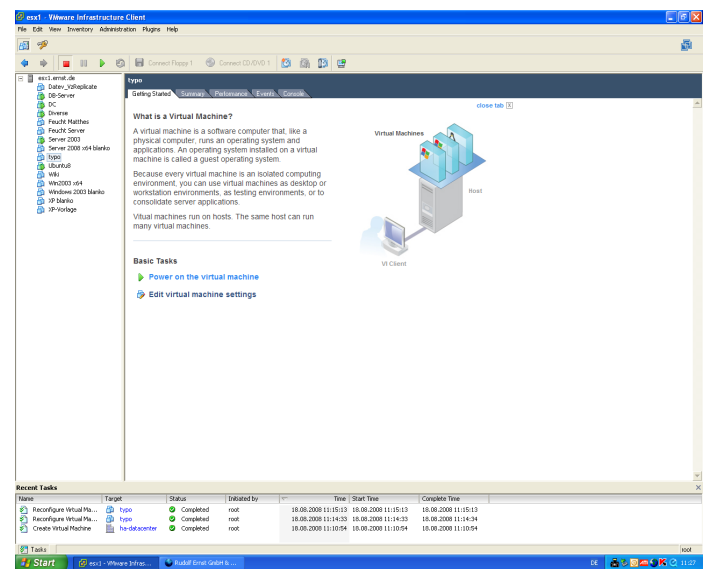 esx1 - VMware Infrastructure Client
File Edit View Inventory Administration Plugins Help
Connect Floppy 1 Connect CD/DVD 1
esx1.ernst.de
Datev_VzReplicate
DB-Server
DC
Diverse
Feucht Matthes
Feucht Server
Server 2003
Server 2008 x64 blanko
typo
Ubuntu8
Wiki
Win2003 x64
Windows 2003 blanko
XP blanko
XP-Vorlage
typo
Getting Started Summary Performance Events Console
close tab X
What is a Virtual Machine?
A virtual machine is a software computer that, like a
physical computer, runs an operating system and
applications. An operating system installed on a virtual
machine is called a guest operating system.
Because every virtual machine is an isolated computing
environment, you can use virtual machines as desktop or
workstation environments, as testing environments, or to
consolidate server applications.
Virtual machines run on hosts. The same host can run
many virtual machines.
Virtual Machines
Host
VI Client
Basic Tasks
Power on the virtual machine
Edit virtual machine settings
Recent Tasks
Name Target Status Initiated by Time Start Time Complete Time
Reconfigure Virtual Ma... typo Completed root 18.08.2008 11:15:13 18.08.2008 11:15:13 18.08.2008 11:15:13
Reconfigure Virtual Ma... typo Completed root 18.08.2008 11:14:33 18.08.2008 11:14:33 18.08.2008 11:14:34
Create Virtual Machine ha-datacenter Completed root 18.08.2008 11:10:54 18.08.2008 11:10:54 18.08.2008 11:10:54
Tasks root
Start esx1 - VMware Infras... Rudolf Ernst GmbH & ... DE 11:27